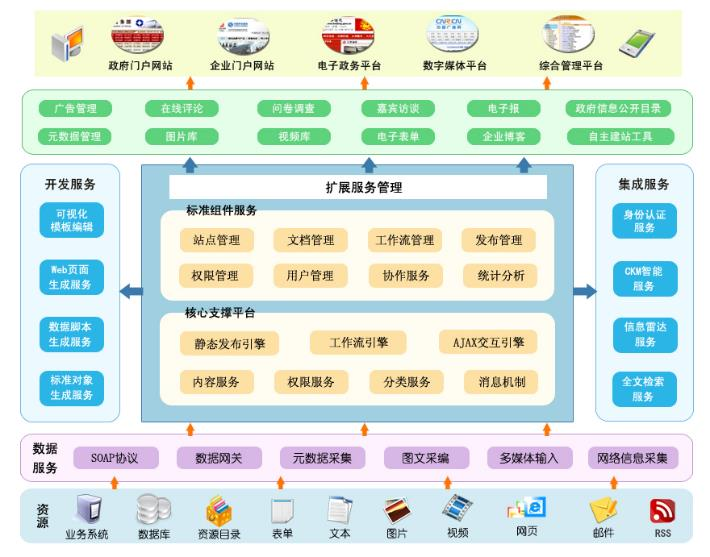 政府门户网站 企业门户网站 电子政务平台 数字媒体平台 综合管理平台
广告管理 在线评论 问卷调查 嘉宾访谈 电子报 政府信息公开目录
元数据管理 图片库 视频库 电子表单 企业博客 自主建站工具
开发服务
可视化
模板编辑
Web页面
生成服务
数据脚本
生成服务
标准对象
生成服务
扩展服务管理
标准组件服务
站点管理 文档管理 工作流管理 发布管理
权限管理 用户管理 协作服务 统计分析
核心支撑平台
静态发布引擎 工作流引擎 AJAX交互引擎
内容服务 权限服务 分类服务 消息机制
集成服务
身份认证
服务
CKM智能
服务
信息雷达
服务
全文检索
服务
数据
服务
SOAP协议 数据网关 元数据采集 图文采编 多媒体输入 网络信息采集
资源
业务系统 数据库 资源目录 表单 文本 图片 视频 网页 邮件 RSS